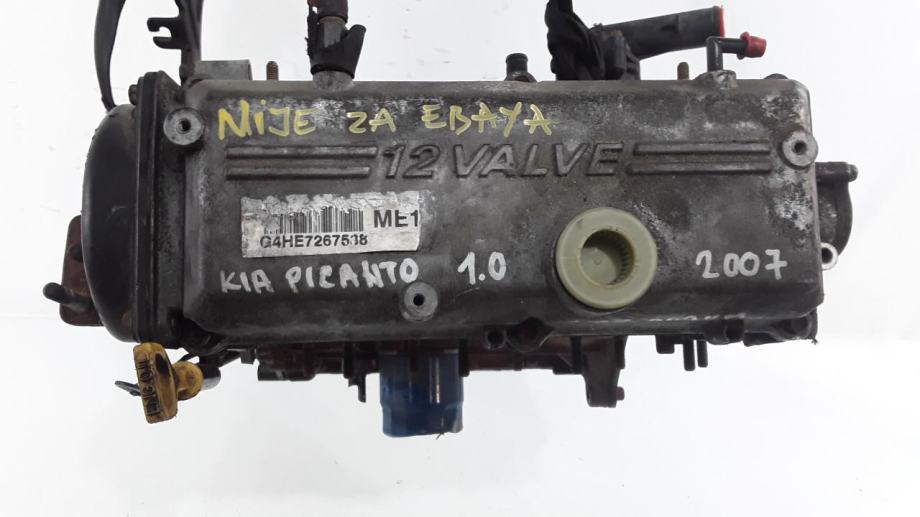 NIJE ZA EBAYA
12 VALVE
ME1
G4HE7267538
KIA PICANTO 1.0 2007